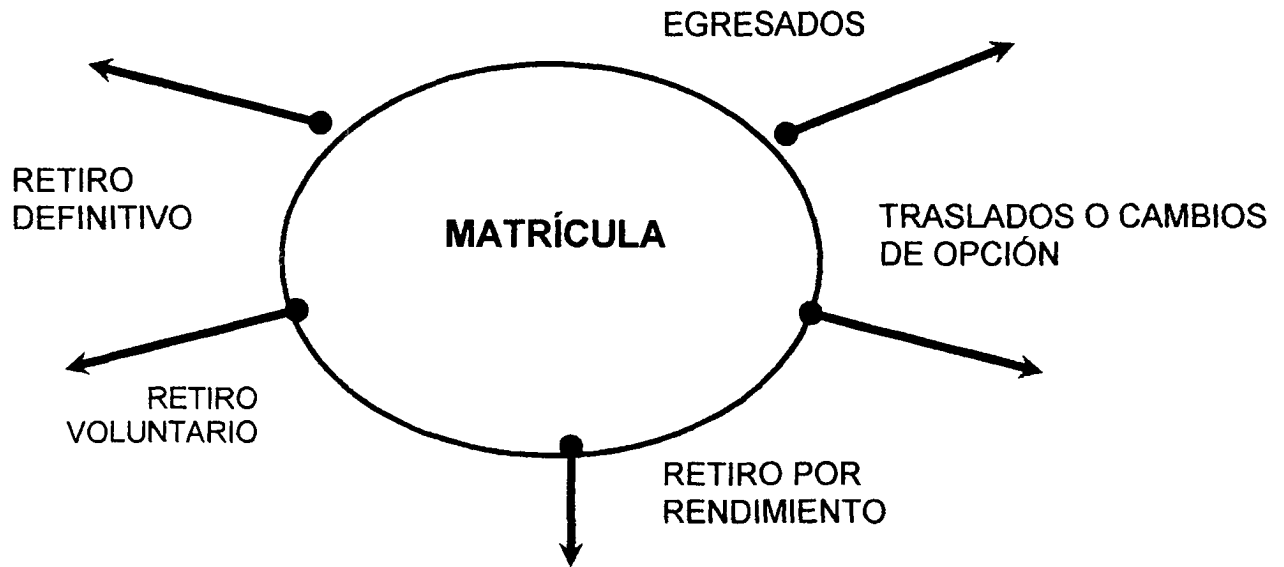 EGRESADOS
RETIRO
DEFINITIVO
MATRÍCULA
TRASLADOS O CAMBIOS
DE OPCIÓN
RETIRO
VOLUNTARIO
RETIRO POR
RENDIMIENTO